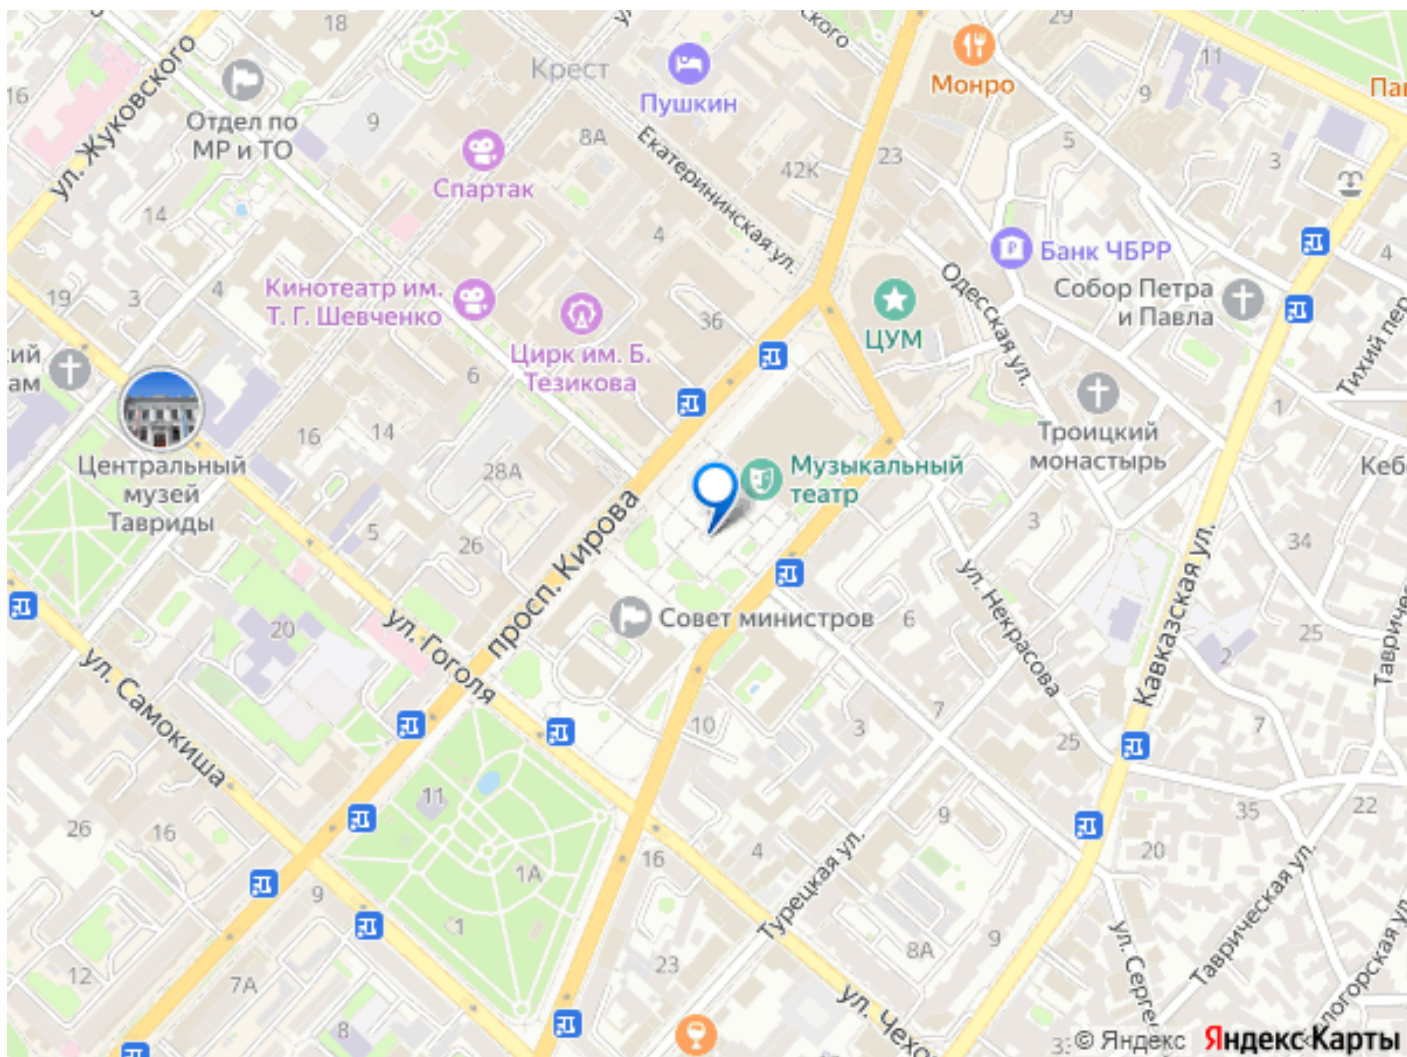 29
18
16
ул. Жуковского
Отдел по
МР и ТО
9
Крест
Пушкин
Монро
11
9
5
3
Спартак
8А
42К
23
Екатерининская ул.
14
4
Банк ЧБРР
4
19
3
4
Кинотеатр им.
Т. Г. Шевченко
Цирк им. Б.
Тезикова
36
ЦУМ
Одесская ул.
Собор Петра
и Павла
6
1
Центральный
музей
Тавриды
16
14
28А
Музыкальный
театр
Троицкий
монастырь
5
26
просп. Кирова
3
34
Кавказская ул.
ул. Некрасова
Совет министров
6
25
2
20
ул. Гоголя
ул. Самокиша
10
3
7
25
7
11
26
16
1А
16
4
9
35
22
20
9
1
Турецкая ул.
Таврическая ул.
12
7А
23
8А
9
8
ул. Серге
© Яндекс
Яндекс Карты